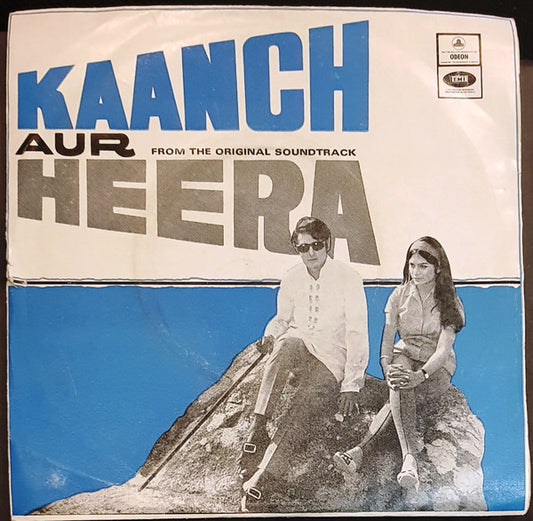 KAANCH
AUR
FROM THE ORIGINAL SOUNDTRACK
HEERA
ODEON
EMI